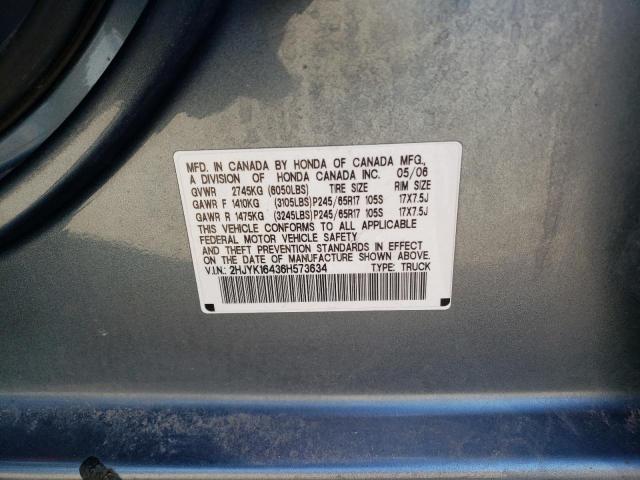 MFD. IN CANADA BY HONDA OF CANADA MFG.,
A DIVISION OF HONDA CANADA INC. 05/06
GVWR 2745KG (6050LBS) TIRE SIZE RIM SIZE
GAWR F 1410KG (3105LBS)P245/65R17 105S 17X7.5J
GAWR R 1475KG (3245LBS)P245/65R17 105S 17X7.5J
THIS VEHICLE CONFORMS TO ALL APPLICABLE
FEDERAL MOTOR VEHICLE SAFETY
AND THEFT PREVENTION STANDARDS IN EFFECT
ON THE DATE OF MANUFACTURE SHOWN ABOVE.
V.I.N.: 2HJYK16436H573634 TYPE: TRUCK